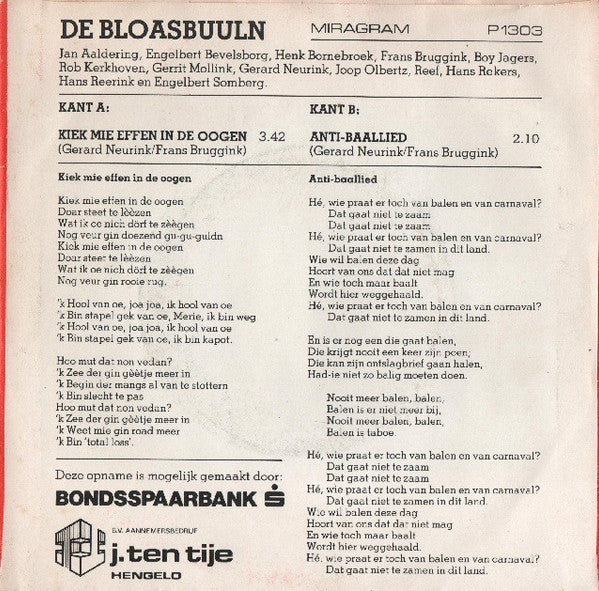 DE BLOASBUULN MIRAGRAM P1303
Jan Aaldering, Engelbert Bevelsborg, Henk Bornebroek, Frans Bruggink, Boy Jagers,
Rob Kerkhoven, Gerrit Mollink, Gerard Neurink, Joop Olbertz, Reef, Hans Rekers,
Hans Reerink en Engelbert Somberg.
KANT A:
KIEK MIE EFFEN IN DE OOGEN 3.42
(Gerard Neurink/Frans Bruggink)
Kiek mie effen in de oogen
Kiek mie effen in de oogen
Doar steet te lèèzen
Wat ik oe nich dörf te zèègen
Nog veur gin doezend gu-gu-guldn
Kiek mie effen in de oogen
Doar steet te lèèzen
Wat ik oe nich dörf te zèègen
Nog veur gin rooie rug.
'k Hool van oe, joa joa, ik hool van oe
'k Bin stapel gek van oe, Merie, ik bin weg
'k Hool van oe, joa joa, ik hool van oe
'k Bin stapel gek van oe, ik bin kapot.
Hoo mut dat non vedan?
'k Zee der gin gèètje meer in
'k Begin der mangs al van te stottern
'k Bin slecht te pas
Hoo mut dat non vedan?
'k Zee der gin gèètje meer in
'k Weet mie gin road meer
'k Bin 'total loss'.
Deze opname is mogelijk gemaakt door:
BONDSSPAARBANK S
B.V. AANNEMERSBEDRIJF
j.ten tije
HENGELO
KANT B:
ANTI-BAALLIED 2.10
(Gerard Neurink/Frans Bruggink)
Anti-baallied
Hé, wie praat er toch van balen en van carnaval?
Dat gaat niet te zaam
Dat gaat niet te zaam
Hé, wie praat er toch van balen en van carnaval?
Dat gaat niet te zamen in dit land.
Wie wil balen deze dag
Hoort van ons dat dat niet mag
En wie toch maar baalt
Wordt hier weggehaald.
Hé, wie praat er toch van balen en van carnaval?
Dat gaat niet te zamen in dit land.
En is er nog een die gaat balen,
Die krijgt nooit een keer zijn poen;
Die kan zijn ontslagbrief gaan halen,
Had-ie niet zo balig moeten doen.
Nooit meer balen, balen,
Balen is er niet meer bij,
Nooit meer balen, balen,
Balen is taboe.
Hé, wie praat er toch van balen en van carnaval?
Dat gaat niet te zaam
Dat gaat niet te zaam
Hé, wie praat er toch van balen en van carnaval?
Dat gaat niet te zamen in dit land.
Wie wil balen deze dag
Hoort van ons dat dat niet mag
En wie toch maar baalt
Wordt hier weggehaald.
Hé, wie praat er toch van balen en van carnaval?
Dat gaat niet te zamen in dit land.